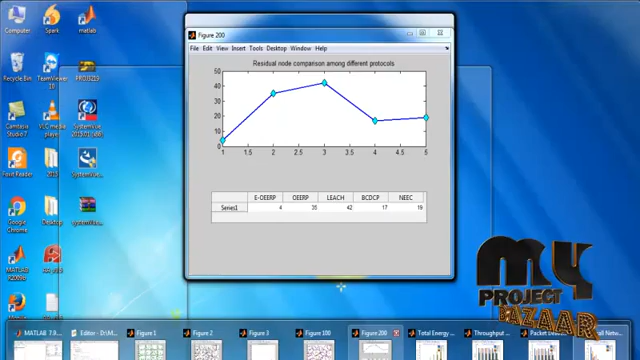 Computer
Spark
matlab
Recycle Bin
TeamViewer
10
Camtasia
Studio 7
VLC media
player
Foxit Reader
Desktop
Google
Chrome
MATLAB
Figure 200
File Edit View Insert Tools Desktop Window Help
Residual node comparison among different protocols
50
40
30
20
10
0
1 1.5 2 2.5 3 3.5 4 4.5 5
E-OEERP OEERP LEACH BCDCP NEEC
Series1 4 35 42 17 19
my
PROJECT
BAZAAR
MATLAB 7.9....
Editor - D:\M...
Figure 1
Figure 2
Figure 3
Figure 100
Figure 200
Total Energy
Throughput